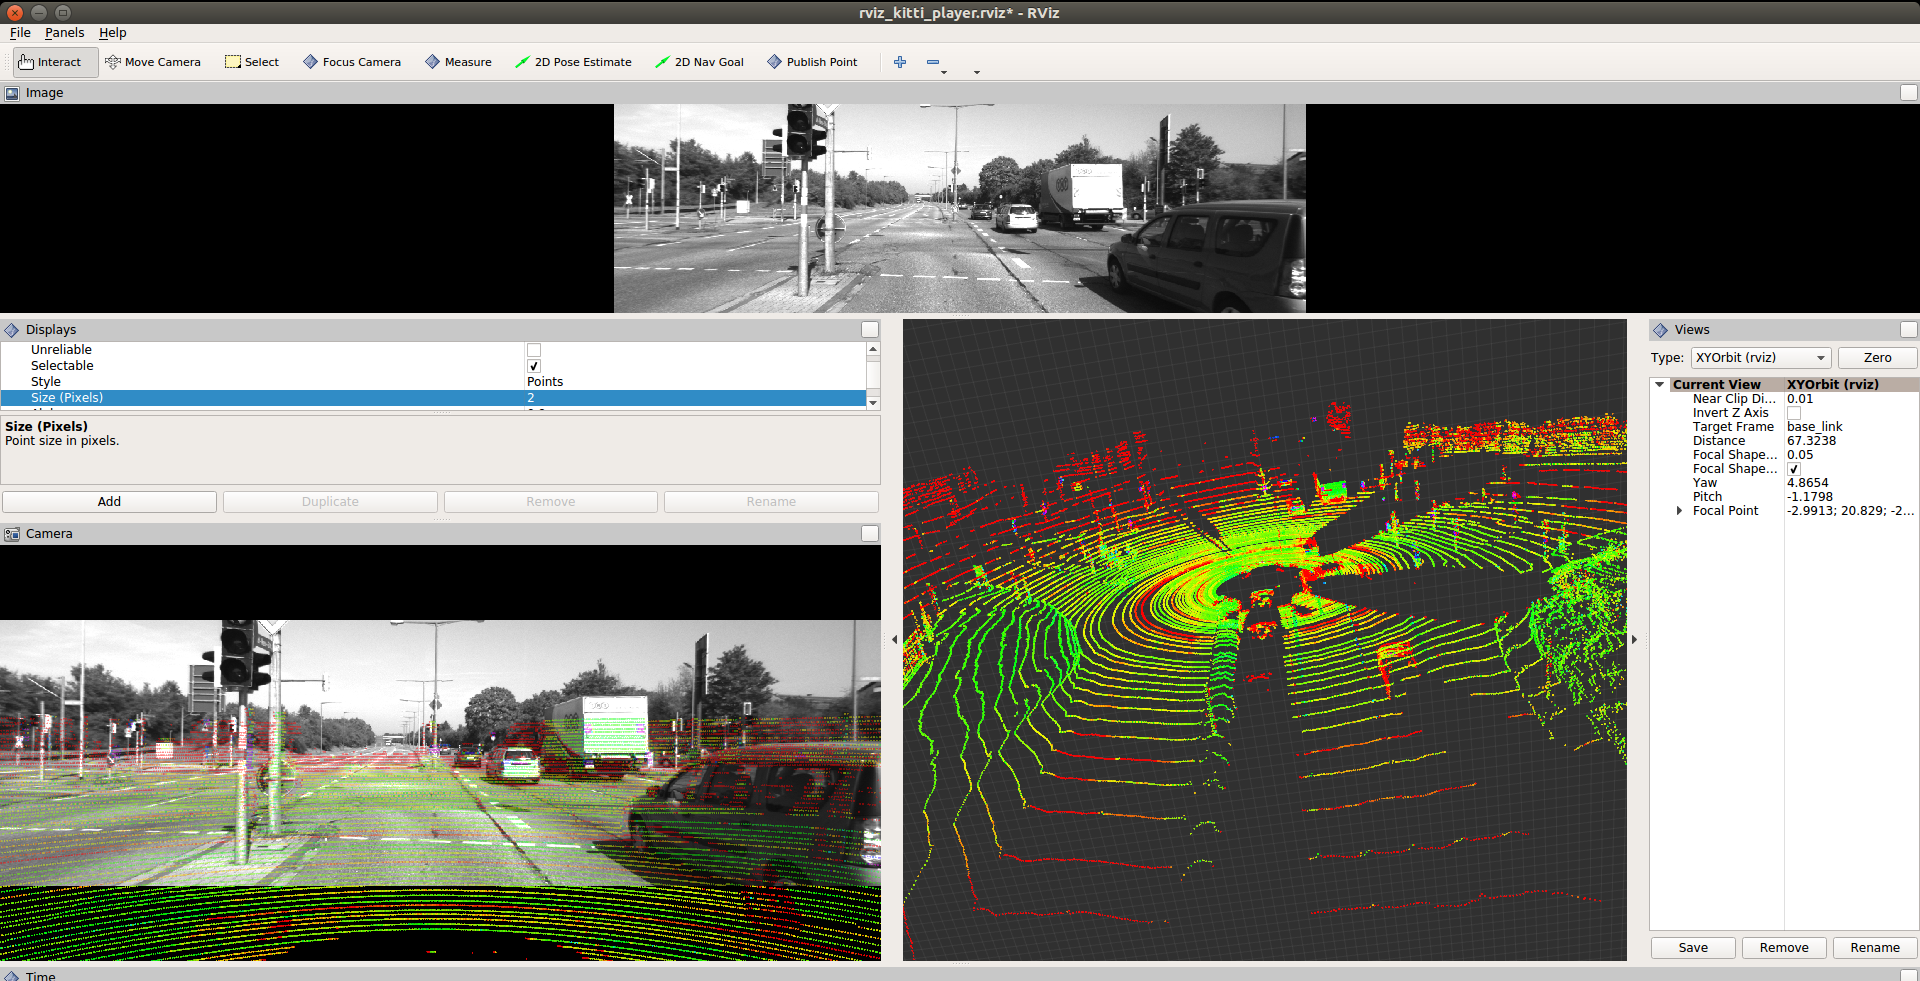 rviz_kitti_player.rviz* - RViz
File Panels Help
Interact Move Camera Select Focus Camera Measure 2D Pose Estimate 2D Nav Goal Publish Point
Image
Displays
Unreliable
Selectable
Style Points
Size (Pixels) 2
Size (Pixels)
Point size in pixels.
Add Duplicate Remove Rename
Camera
Views
Type: XYOrbit (rviz) Zero
Current View XYOrbit (rviz)
Near Clip Di... 0.01
Invert Z Axis
Target Frame base_link
Distance 67.3238
Focal Shape... 0.05
Focal Shape...
Yaw 4.8654
Pitch -1.1798
Focal Point -2.9913; 20.829; -2...
Save Remove Rename
Time